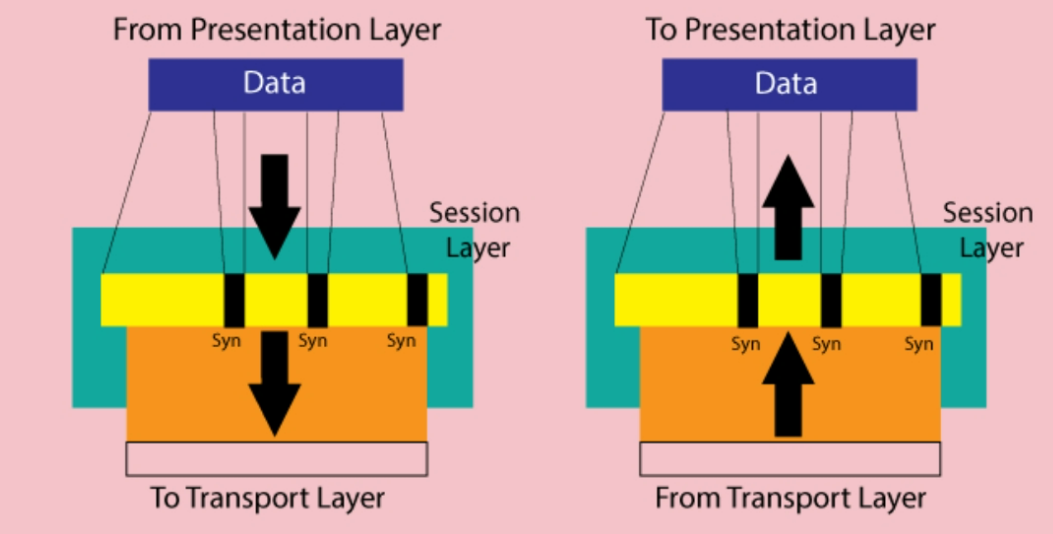 From Presentation Layer
Data
Session
Layer
Syn
Syn
Syn
To Transport Layer
To Presentation Layer
Data
Session
Layer
Syn
Syn
Syn
From Transport Layer